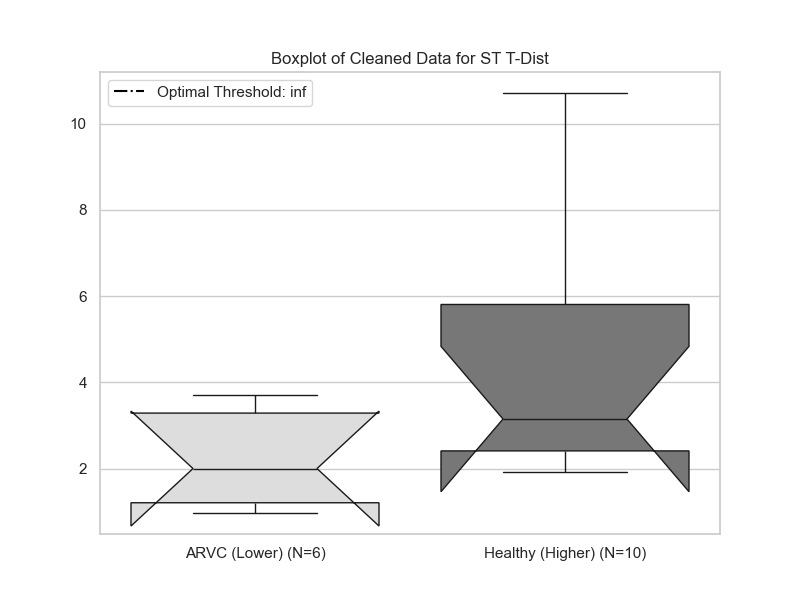 Boxplot of Cleaned Data for ST T-Dist
Optimal Threshold: inf
10
8
6
4
2
ARVC (Lower) (N=6)
Healthy (Higher) (N=10)